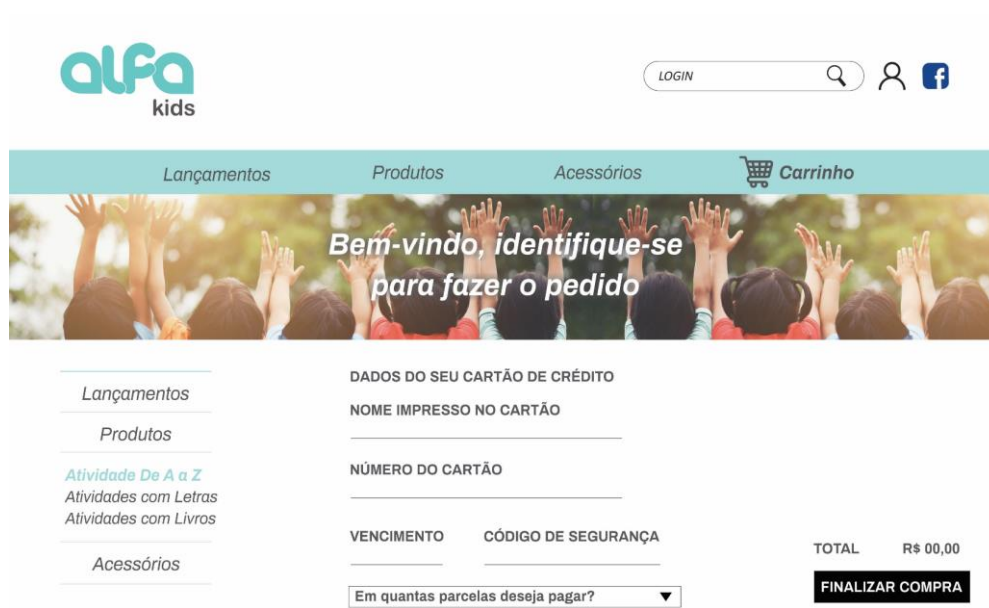 alfa
kids
LOGIN
Lançamentos Produtos Acessórios Carrinho
Bem-vindo, identifique-se
para fazer o pedido
Lançamentos
Produtos
Atividade De A a Z
Atividades com Letras
Atividades com Livros
Acessórios
DADOS DO SEU CARTÃO DE CRÉDITO
NOME IMPRESSO NO CARTÃO
NÚMERO DO CARTÃO
VENCIMENTO CÓDIGO DE SEGURANÇA
Em quantas parcelas deseja pagar?
TOTAL R$ 00,00
FINALIZAR COMPRA